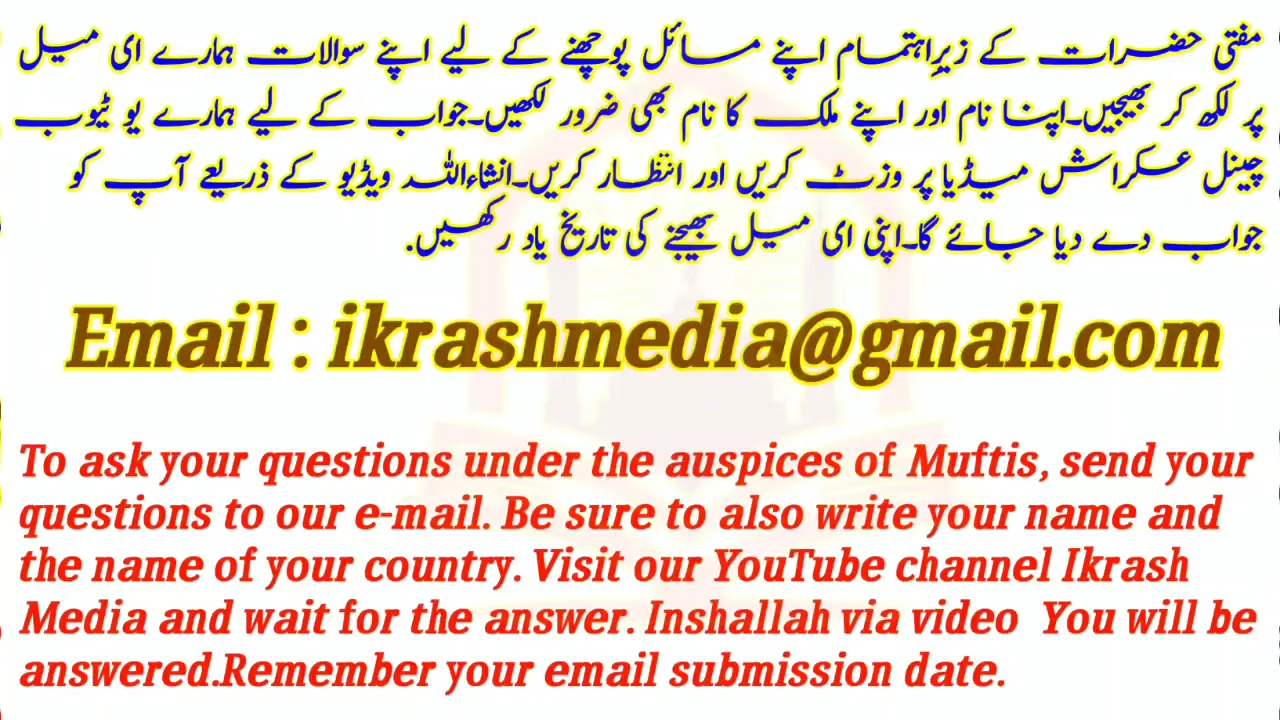 مفتی حضرات کے زیرِاہتمام اپنے مسائل پوچھنے کے لیے اپنے سوالات ہمارے ای میل
پر لکھ کر بھیجیں۔اپنا نام اور اپنے ملک کا نام بھی ضرور لکھیں۔جواب کے لیے ہمارے یو ٹیوب
چینل عکراش میڈیا پر وزٹ کریں اور انتظار کریں۔انشاءاللہ ویڈیو کے ذریعے آپ کو
جواب دے دیا جائے گا۔اپنی ای میل بھیجنے کی تاریخ یاد رکھیں.
Email : ikrashmedia@gmail.com
To ask your questions under the auspices of Muftis, send your
questions to our e-mail. Be sure to also write your name and
the name of your country. Visit our YouTube channel Ikrash
Media and wait for the answer. Inshallah via video  You will be
answered.Remember your email submission date.